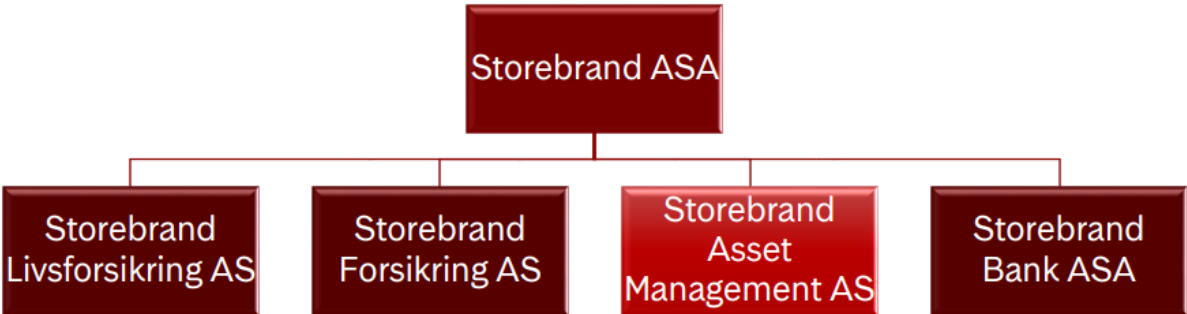 Storebrand ASA
Storebrand
Livsforsikring AS
Storebrand
Forsikring AS
Storebrand
Asset
Management AS
Storebrand
Bank ASA